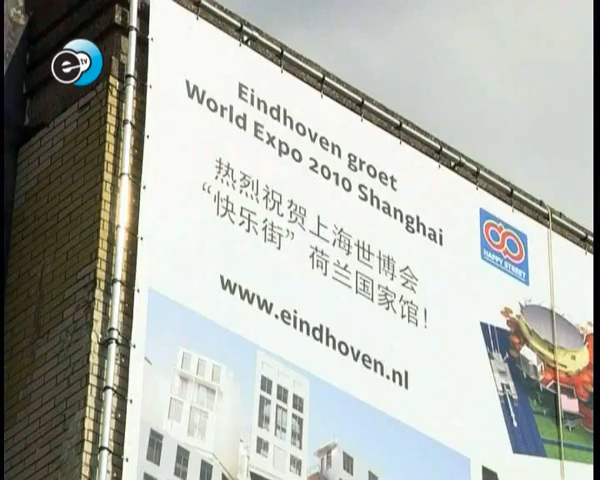 e tv
Eindhoven groet
World Expo 2010 Shanghai
热烈祝贺上海世博会
“快乐街”荷兰国家馆!
HAPPY STREET
www.eindhoven.nl